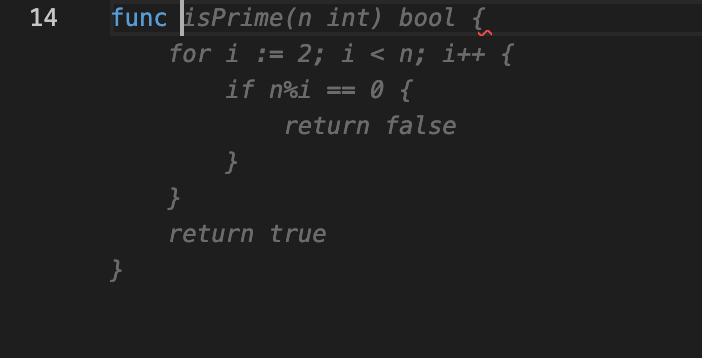 14 func isPrime(n int) bool {
for i := 2; i < n; i++ {
if n%i == 0 {
return false
}
}
return true
}